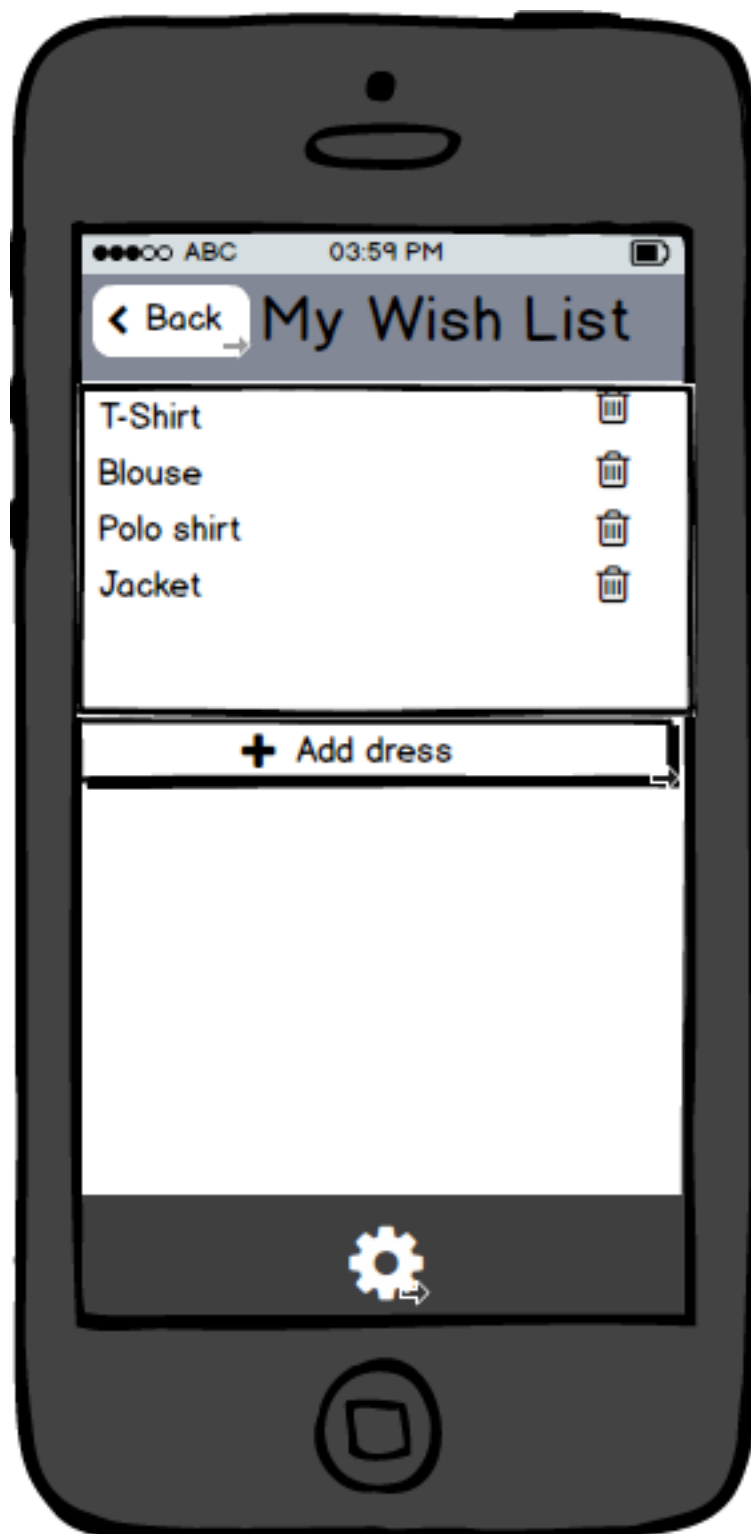 ABC 03:59 PM
Back My Wish List
T-Shirt
Blouse
Polo shirt
Jacket
Add dress